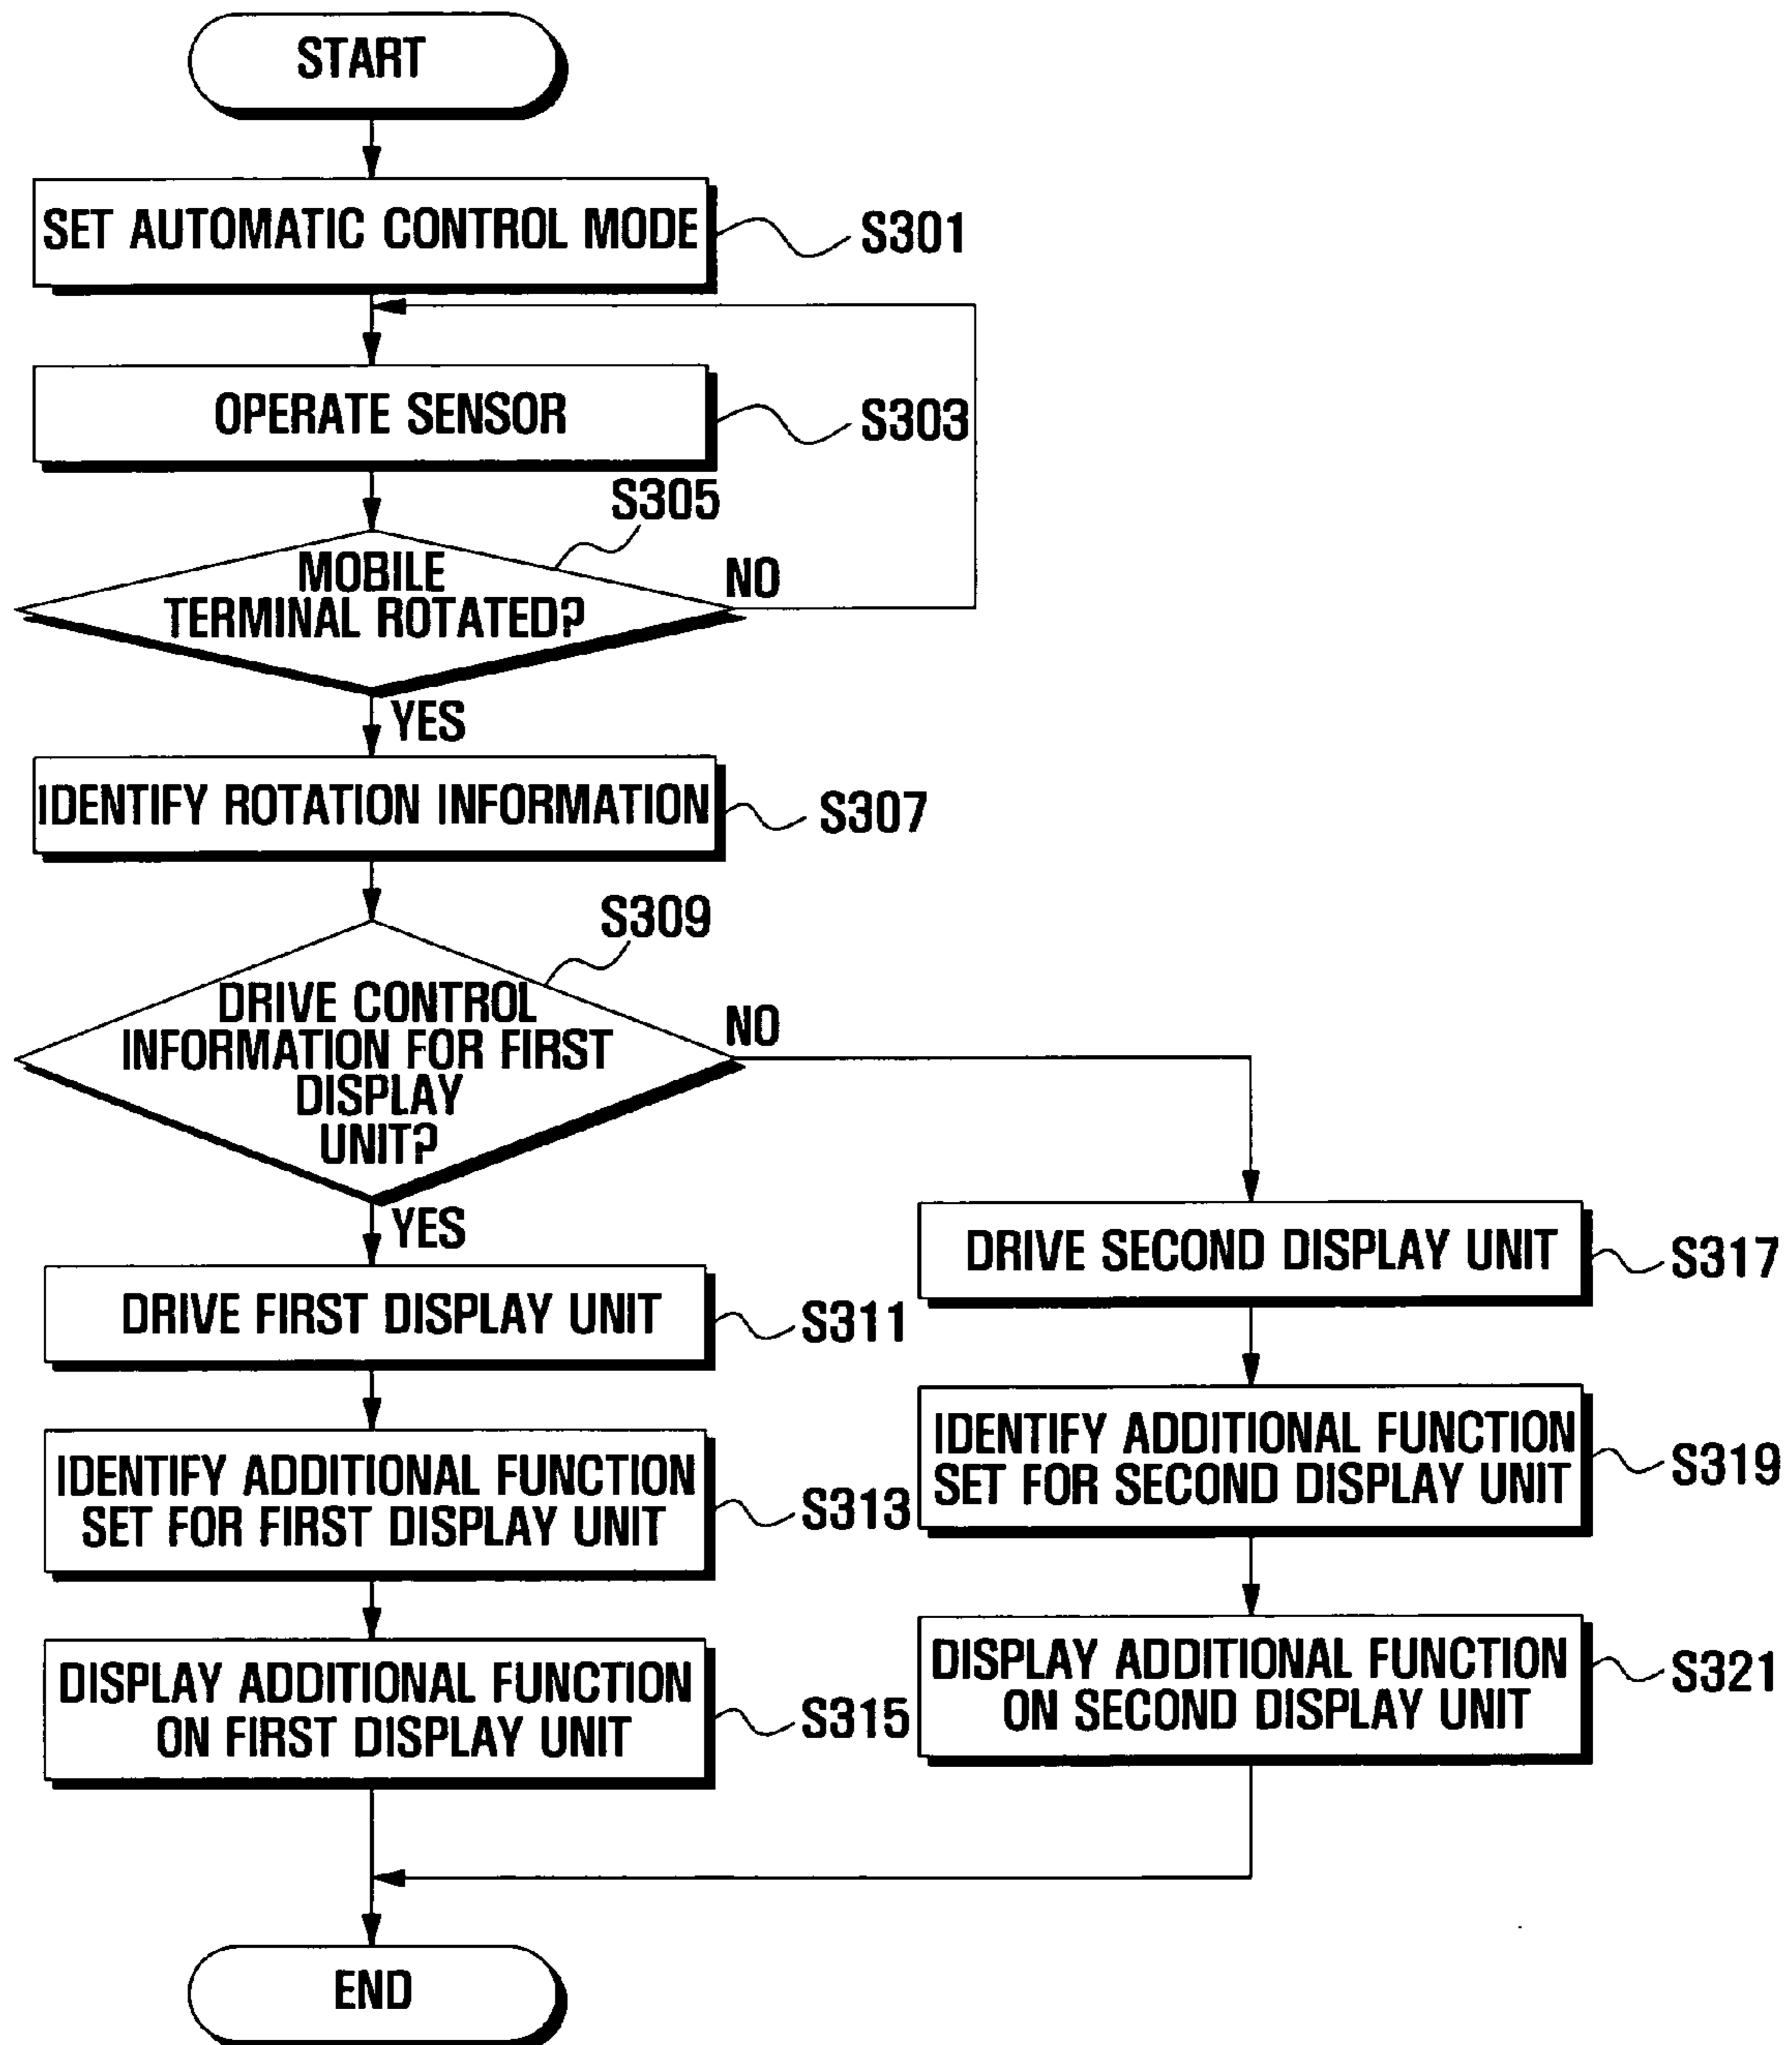 START
SET AUTOMATIC CONTROL MODE
S301
OPERATE SENSOR
S303
S305
MOBILE
TERMINAL ROTATED?
NO
YES
IDENTIFY ROTATION INFORMATION
S307
S309
DRIVE CONTROL
INFORMATION FOR FIRST
DISPLAY
UNIT?
NO
YES
DRIVE FIRST DISPLAY UNIT
S311
IDENTIFY ADDITIONAL FUNCTION
SET FOR FIRST DISPLAY UNIT
S313
DISPLAY ADDITIONAL FUNCTION
ON FIRST DISPLAY UNIT
S315
DRIVE SECOND DISPLAY UNIT
S317
IDENTIFY ADDITIONAL FUNCTION
SET FOR SECOND DISPLAY UNIT
S319
DISPLAY ADDITIONAL FUNCTION
ON SECOND DISPLAY UNIT
S321
END